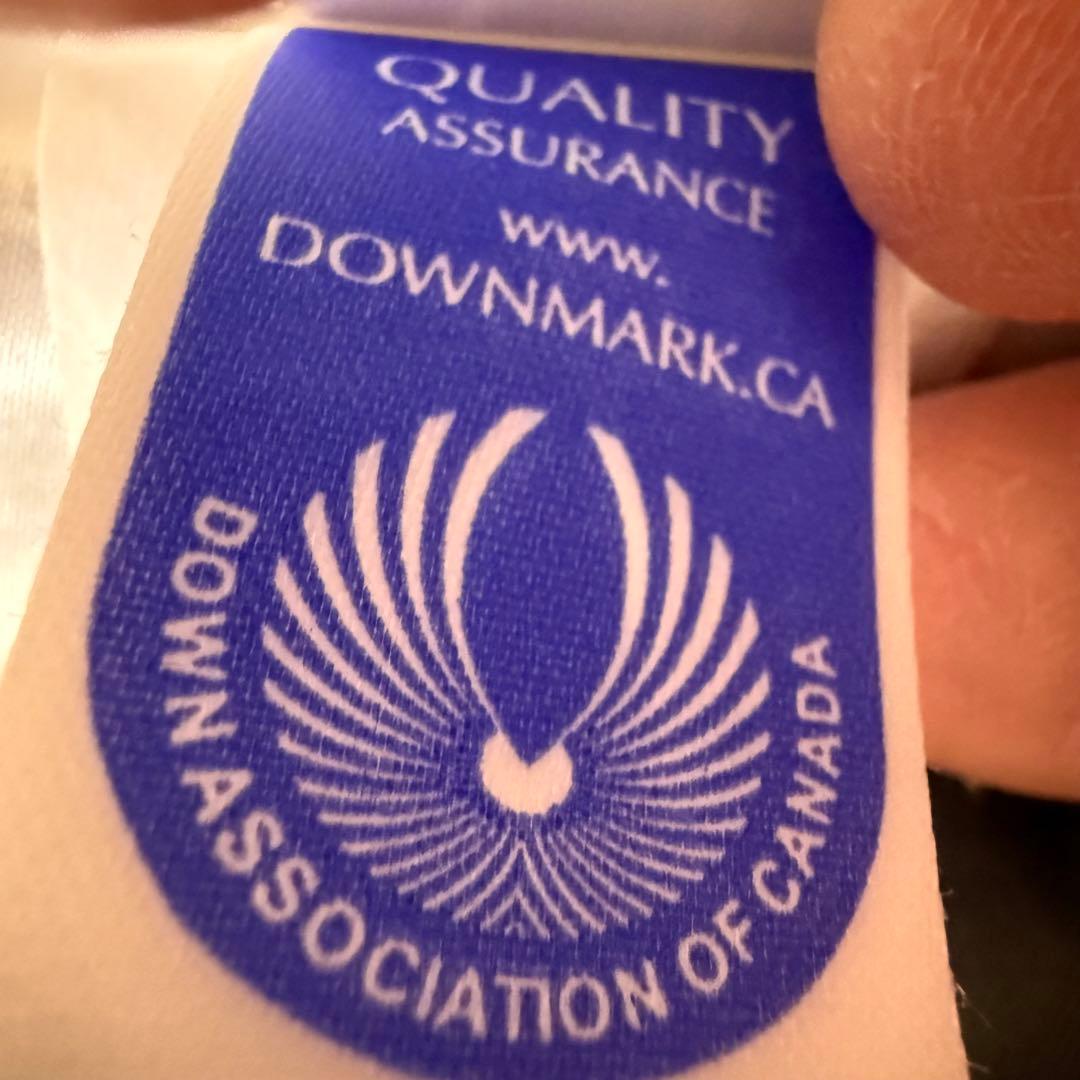 QUALITY
ASSURANCE
www.
DOWNMARK.CA
DOWN ASSOCIATION OF CANADA